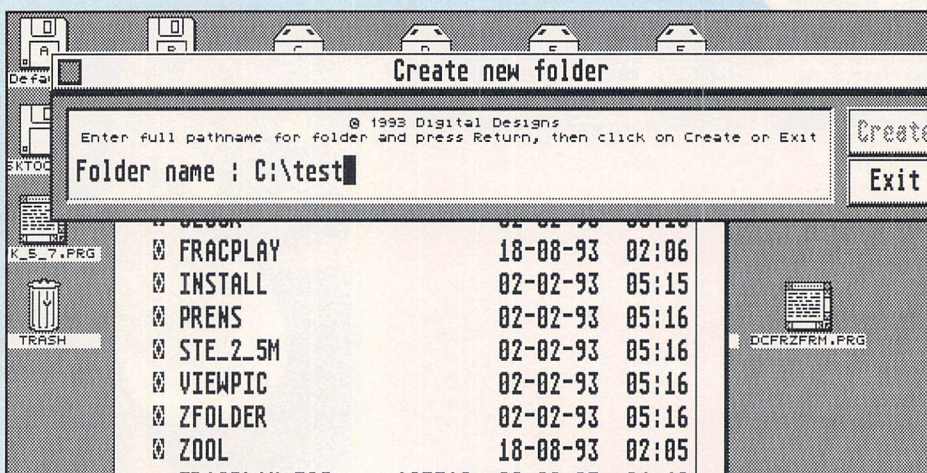 A
B
C
D
E
F
Create new folder
© 1993 Digital Designs
Enter full pathname for folder and press Return, then click on Create or Exit
Create
Folder name : C:\test
Exit
K_5_7.PRG
FRACPLAY 18-08-93 02:06
INSTALL 02-02-93 05:15
PRENS 02-02-93 05:16
STE_2_5M 02-02-93 05:16
VIEWPIC 02-02-93 05:16
ZFOLDER 02-02-93 05:16
ZOOL 18-08-93 02:05
TRASH
DCFRZFRM.PRG